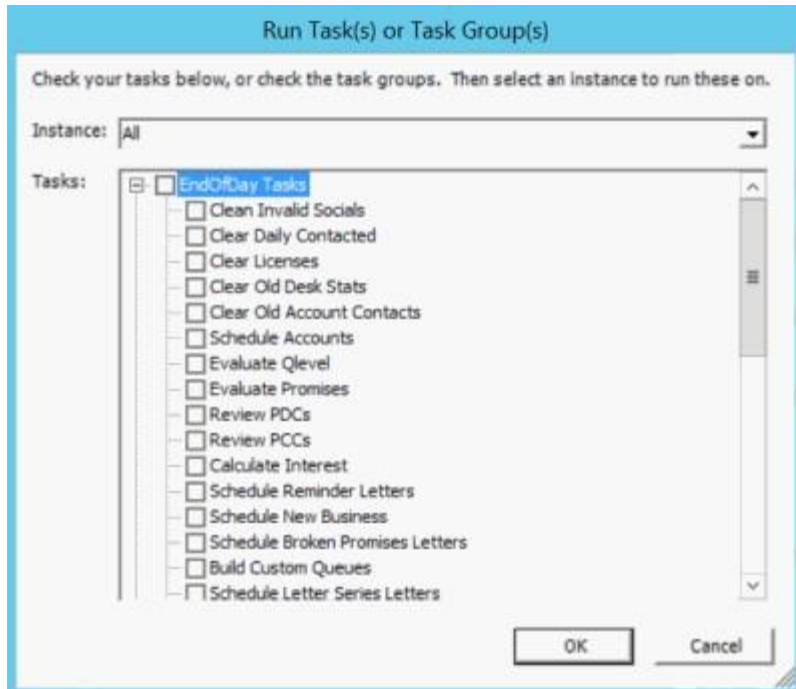 Run Task(s) or Task Group(s)
Check your tasks below, or check the task groups. Then select an instance to run these on.
Instance: All
Tasks: EndOfDay Tasks
Clean Invalid Socials
Clear Daily Contacted
Clear Licenses
Clear Old Desk Stats
Clear Old Account Contacts
Schedule Accounts
Evaluate Qlevel
Evaluate Promises
Review PDCs
Review PCCs
Calculate Interest
Schedule Reminder Letters
Schedule New Business
Schedule Broken Promises Letters
Build Custom Queues
Schedule Letter Series Letters
OK Cancel